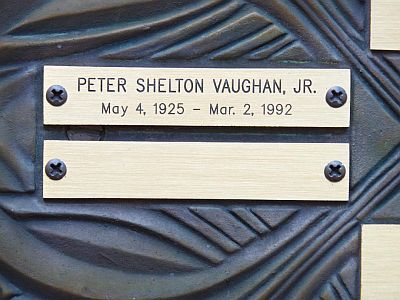 PETER SHELTON VAUGHAN, JR.
May 4, 1925 – Mar. 2, 1992